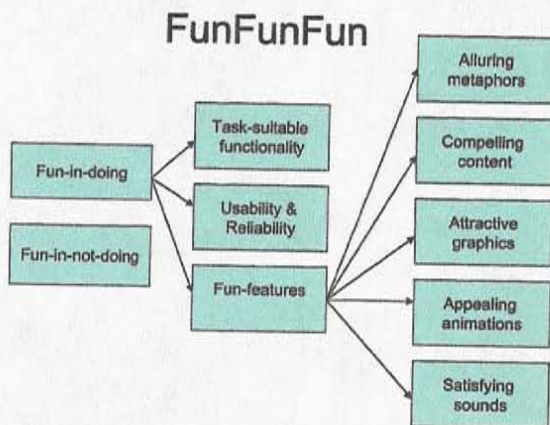 FunFunFun
Fun-in-doing
Fun-in-not-doing
Task-suitable
functionality
Usability &
Reliability
Fun-features
Alluring
metaphors
Compelling
content
Attractive
graphics
Appealing
animations
Satisfying
sounds